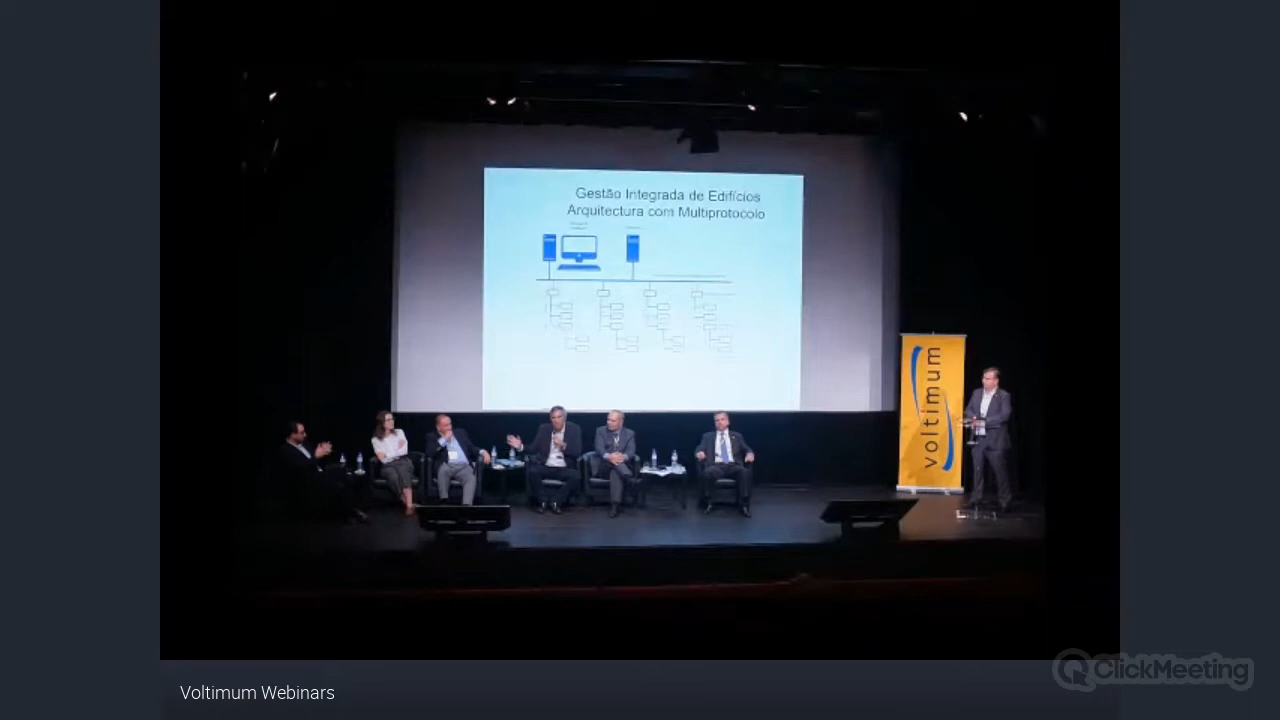 Gestão Integrada de Edifícios
Arquitectura com Multiprotocolo
voltimum
Voltimum Webinars
ClickMeeting